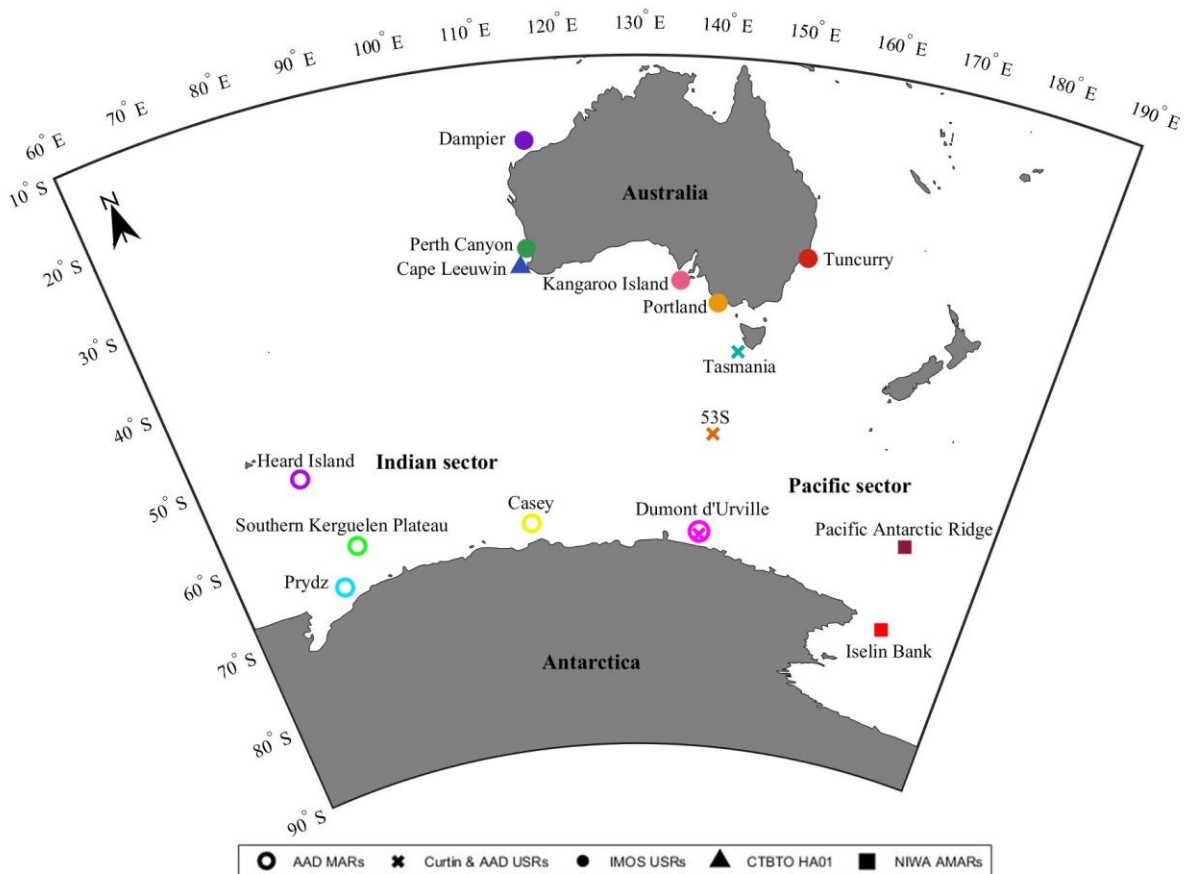 60° E 70° E 80° E 90° E 100° E 110° E 120° E 130° E 140° E 150° E 160° E 170° E 180° E 190° E
10° S
20° S
30° S
40° S
50° S
60° S
70° S
80° S
90° S
N
Dampier
Australia
Perth Canyon
Cape Leeuwin
Kangaroo Island
Portland
Tuncurry
Tasmania
53S
Heard Island
Indian sector
Pacific sector
Southern Kerguelen Plateau
Casey
Dumont d'Urville
Pacific Antarctic Ridge
Prydz
Iselin Bank
Antarctica
AAD MARs Curtin & AAD USRs IMOS USRs CTBTO HA01 NIWA AMARs